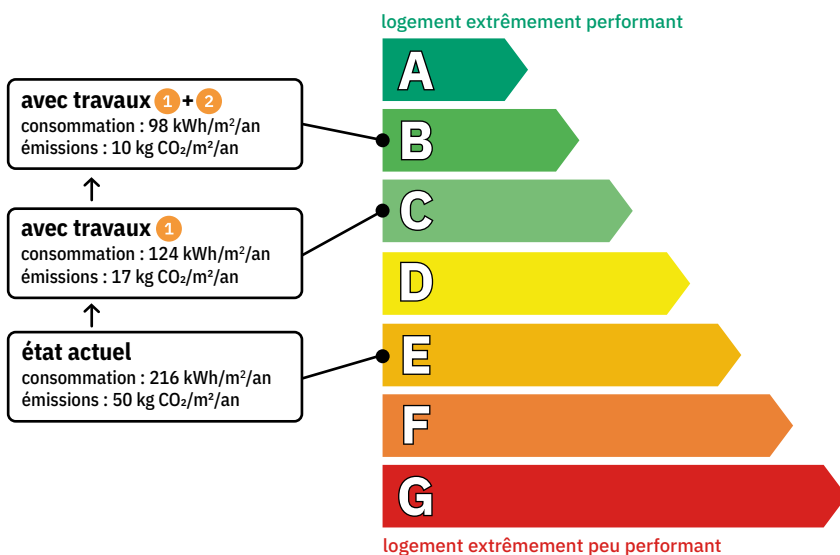 logement extrêmement performant
A
avec travaux 1 + 2
consommation : 98 kWh/m²/an
émissions : 10 kg CO₂/m²/an
B
avec travaux 1
consommation : 124 kWh/m²/an
émissions : 17 kg CO₂/m²/an
C
D
état actuel
consommation : 216 kWh/m²/an
émissions : 50 kg CO₂/m²/an
E
F
G
logement extrêmement peu performant